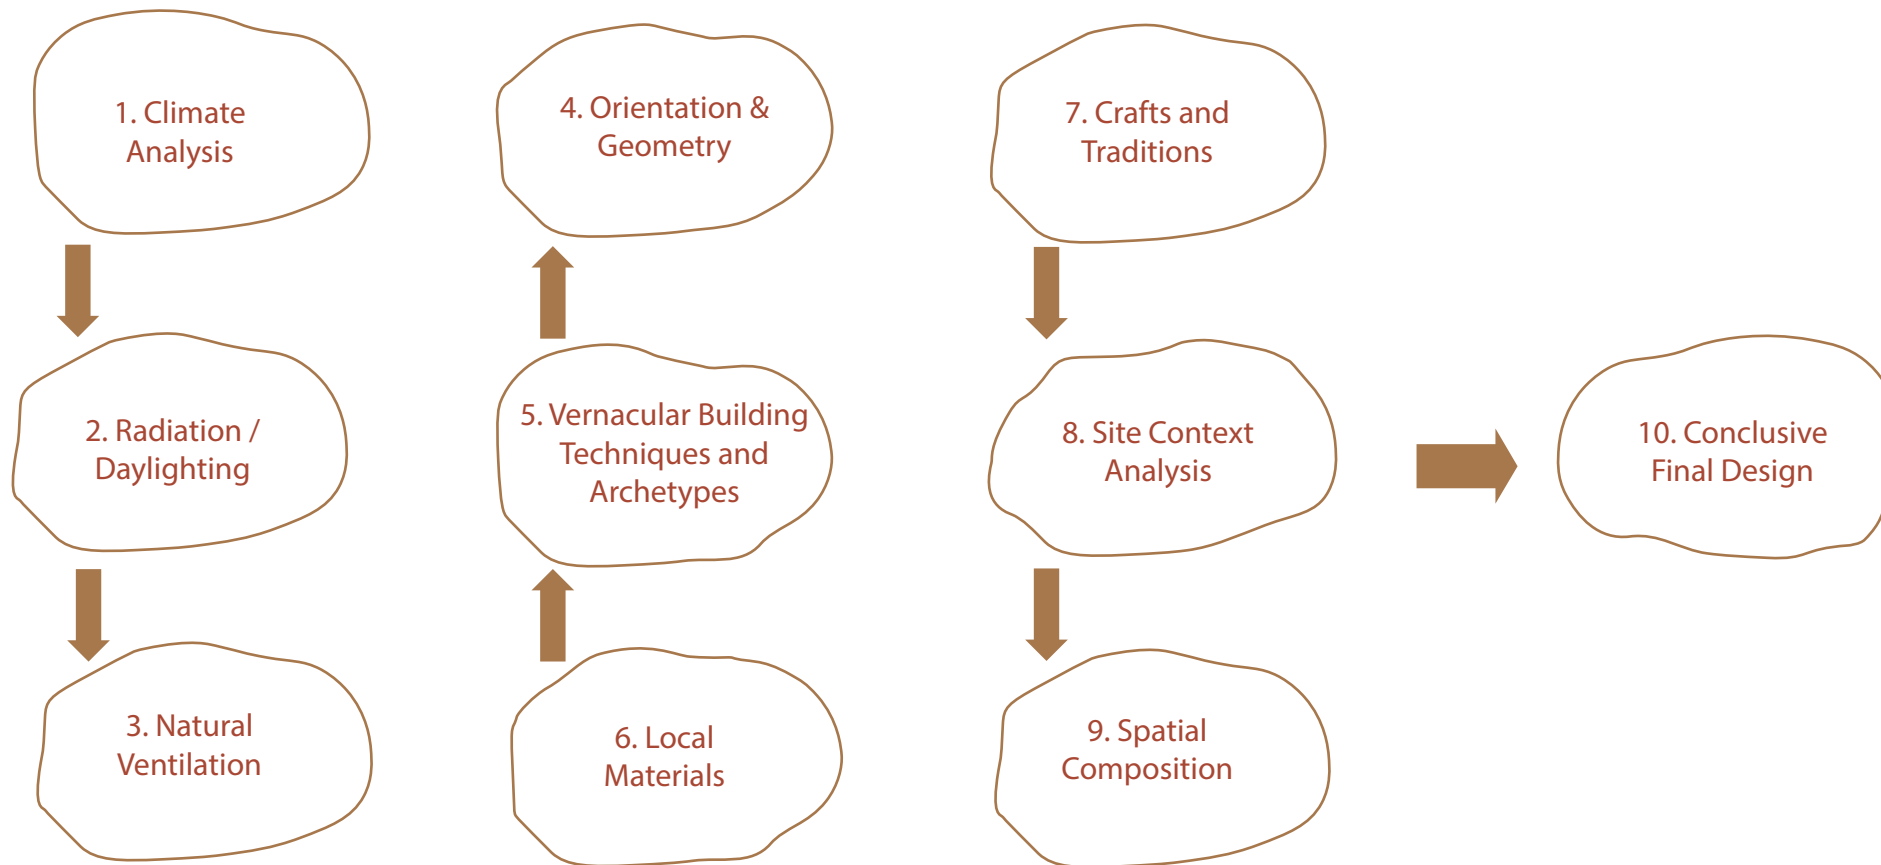 1. Climate
Analysis
2. Radiation /
Daylighting
3. Natural
Ventilation
4. Orientation &
Geometry
5. Vernacular Building
Techniques and
Archetypes
6. Local
Materials
7. Crafts and
Traditions
8. Site Context
Analysis
9. Spatial
Composition
10. Conclusive
Final Design